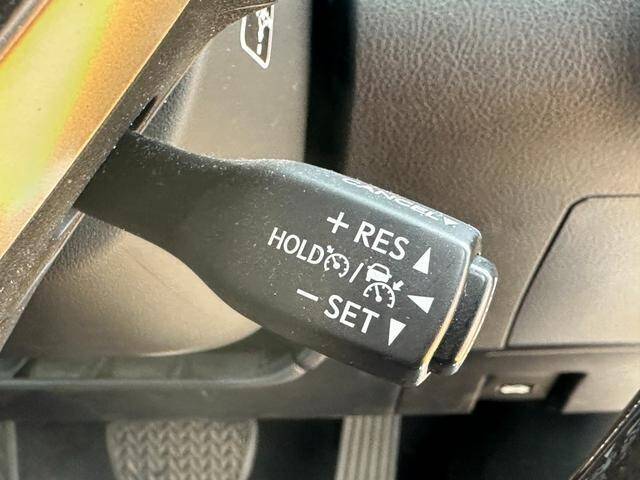 CANCEL
+ RES
HOLD /
− SET